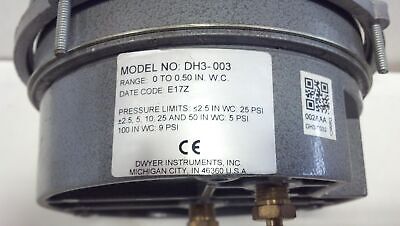 MODEL NO: DH3-003
RANGE: 0 TO 0.50 IN. W.C.
DATE CODE: E17Z
PRESSURE LIMITS: ≤2.5 IN WC: 25 PSI
±2.5, 5, 10, 25 AND 50 IN WC: 5 PSI
100 IN WC: 9 PSI
CE
DWYER INSTRUMENTS, INC.
MICHIGAN CITY, IN 46360 U.S.A.